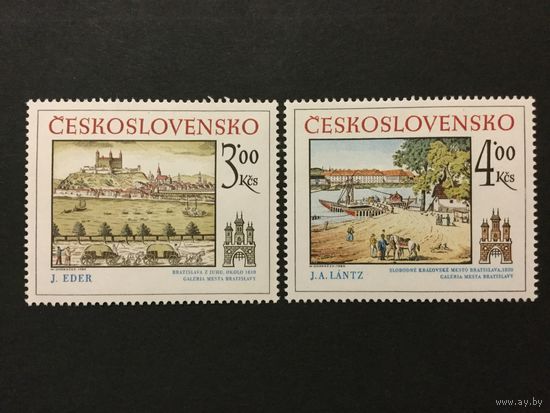 ČESKOSLOVENSKO
3'00
Kčs
J. EDER
BRATISLAVA Z JUHU, OKOLO 1810
GALÉRIA MESTA BRATISLAVY
ČESKOSLOVENSKO
4'00
Kčs
J.A. LÁNTZ
SLOBODNÉ KRÁĽOVSKÉ MESTO BRATISLAVA, 1820
GALÉRIA MESTA BRATISLAVY
www.ay.by